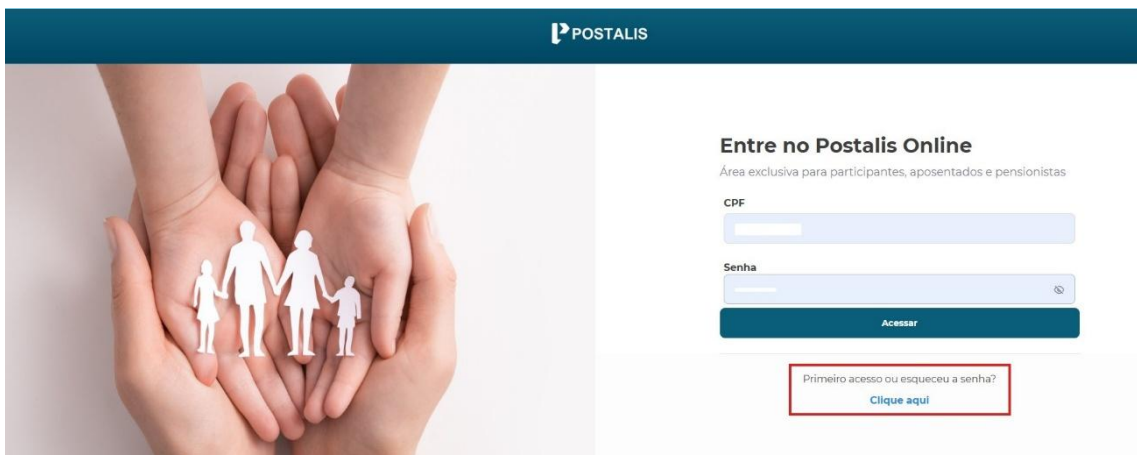 POSTALIS
Entre no Postalis Online
Área exclusiva para participantes, aposentados e pensionistas
CPF
Senha
Acessar
Primeiro acesso ou esqueceu a senha?
Clique aqui